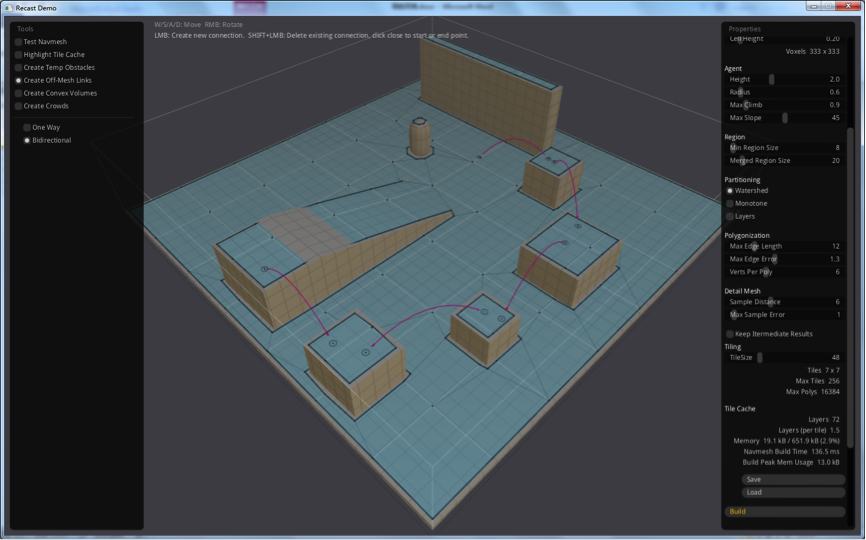 Recast Demo
Tools
Test Navmesh
Highlight Tile Cache
Create Temp Obstacles
Create Off-Mesh Links
Create Convex Volumes
Create Crowds
One Way
Bidirectional
W/S/A/D: Move RMB: Rotate
LMB: Create new connection. SHIFT+LMB: Delete existing connection, click close to start or end point.
Properties
Cell Height 0.20
Voxels 333 x 333
Agent
Height 2.0
Radius 0.6
Max Climb 0.9
Max Slope 45
Region
Min Region Size 8
Merged Region Size 20
Partitioning
Watershed
Monotone
Layers
Polygonization
Max Edge Length 12
Max Edge Error 1.3
Verts Per Poly 6
Detail Mesh
Sample Distance 6
Max Sample Error 1
Keep Itermediate Results
Tiling
TileSize 48
Tiles 7 x 7
Max Tiles 256
Max Polys 16384
Tile Cache
Layers 72
Layers (per tile) 1.5
Memory 19.1 kB / 651.9 kB (2.9%)
Navmesh Build Time 136.5 ms
Build Peak Mem Usage 13.0 kB
Save
Load
Build